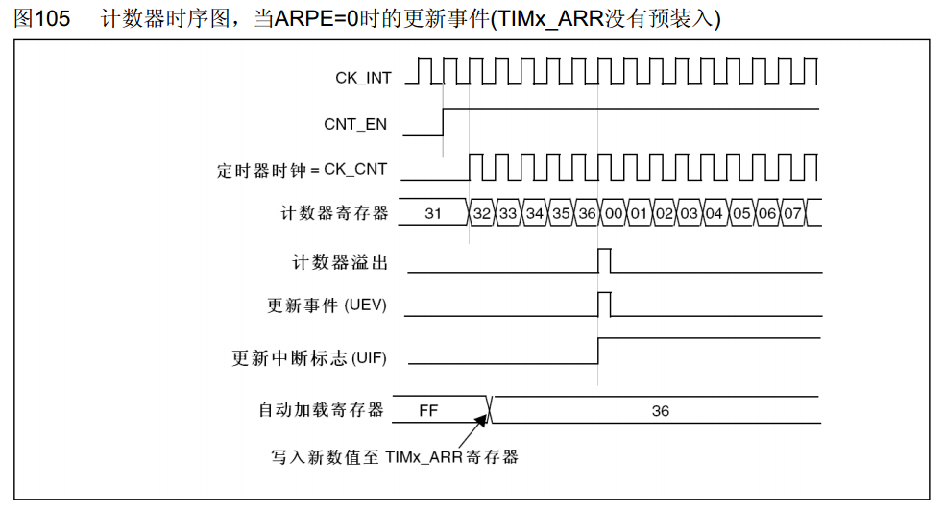 图105 计数器时序图，当ARPE=0时的更新事件(TIMx_ARR没有预装入)
CK_INT
CNT_EN
定时器时钟 = CK_CNT
计数器寄存器 31 32 33 34 35 36 00 01 02 03 04 05 06 07
计数器溢出
更新事件 (UEV)
更新中断标志 (UIF)
自动加载寄存器 FF 36
写入新数值至 TIMx_ARR 寄存器